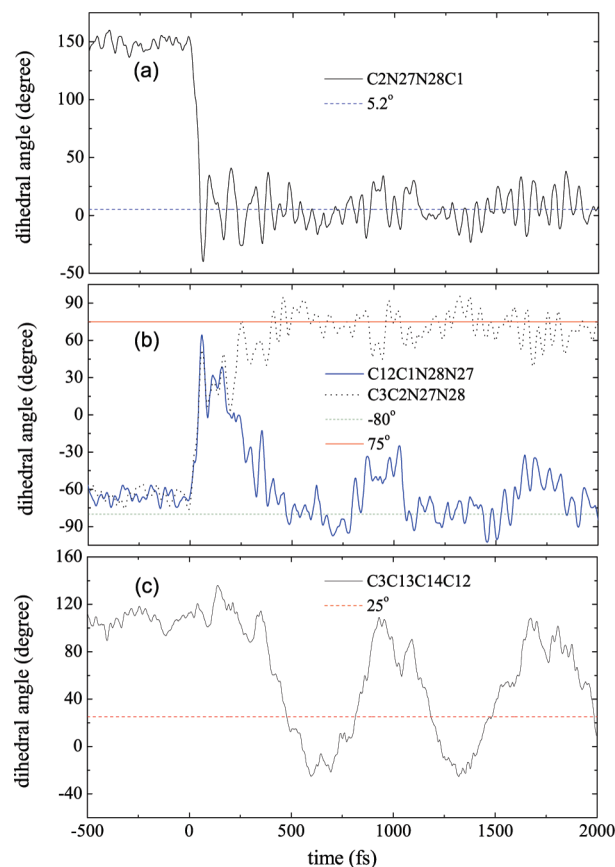 150
100
50
0
-50
dihedral angle (degree)
(a)
C2N27N28C1
5.2°
90
60
30
0
-30
-60
-90
dihedral angle (degree)
(b)
C12C1N28N27
C3C2N27N28
-80°
75°
160
120
80
40
0
-40
dihedral angle (degree)
(c)
C3C13C14C12
25°
-500
0
500
1000
1500
2000
time (fs)